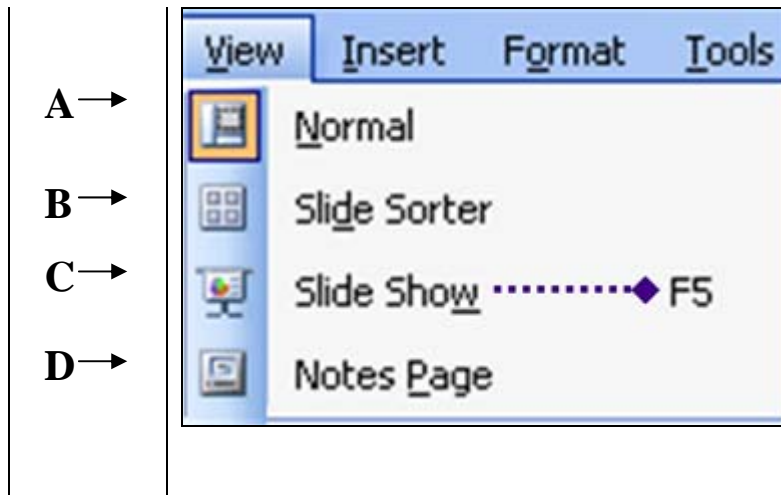 View Insert Format Tools
A → Normal
B → Slide Sorter
C → Slide Show F5
D → Notes Page